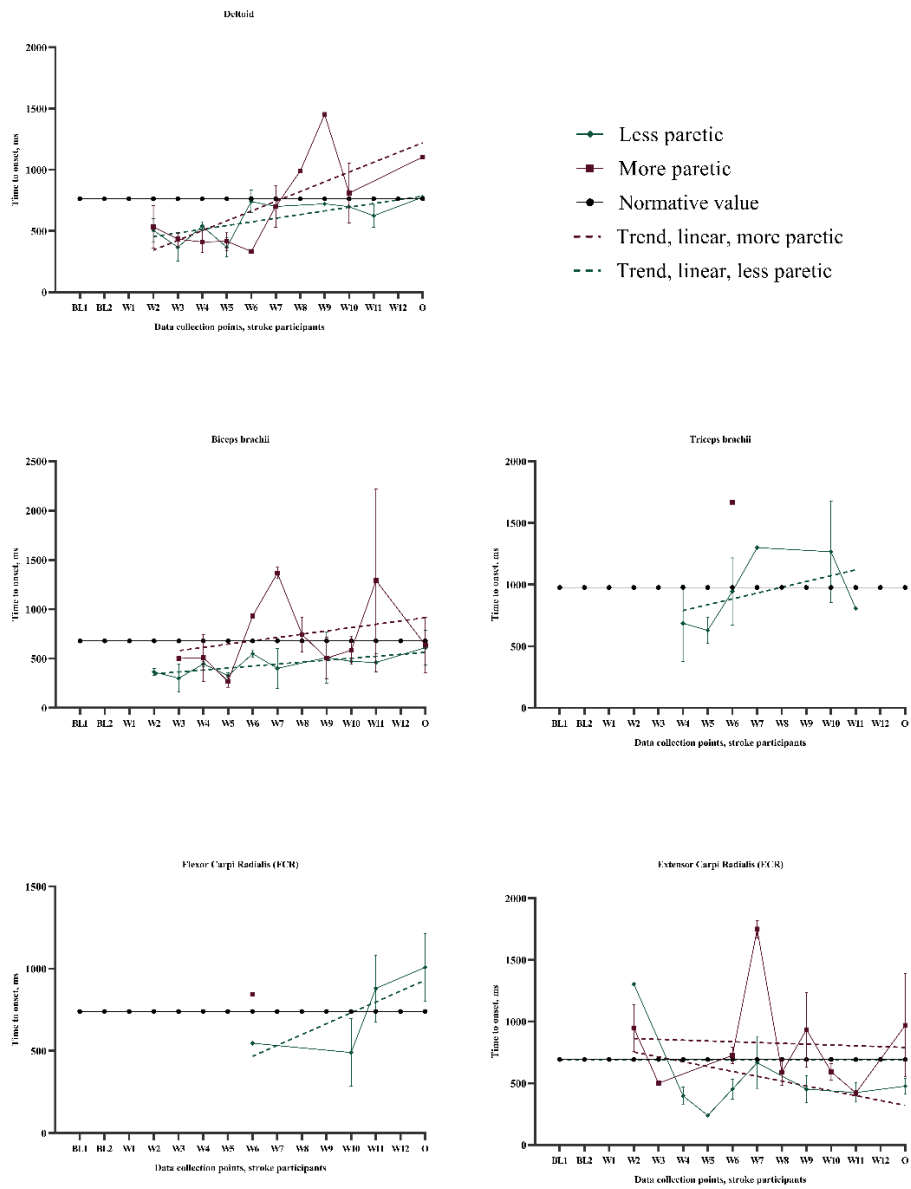 Deltoid
2000
1500
1000
500
0
Time to onset, ms
BL1 BL2 W1 W2 W3 W4 W5 W6 W7 W8 W9 W10 W11 W12 O
Data collection points, stroke participants
Less paretic
More paretic
Normative value
Trend, linear, more paretic
Trend, linear, less paretic
Biceps brachii
2500
2000
1500
1000
500
0
Time to onset, ms
BL1 BL2 W1 W2 W3 W4 W5 W6 W7 W8 W9 W10 W11 W12 O
Data collection points, stroke participants
Triceps brachii
2000
1500
1000
500
0
Time to onset, ms
BL1 BL2 W1 W2 W3 W4 W5 W6 W7 W8 W9 W10 W11 W12 O
Data collection points, stroke participants
Flexor Carpi Radialis (FCR)
1500
1000
500
0
Time to onset, ms
BL1 BL2 W1 W2 W3 W4 W5 W6 W7 W8 W9 W10 W11 W12 O
Data collection points, stroke participants
Extensor Carpi Radialis (ECR)
2000
1500
1000
500
0
Time to onset, ms
BL1 BL2 W1 W2 W3 W4 W5 W6 W7 W8 W9 W10 W11 W12 O
Data collection points, stroke participants